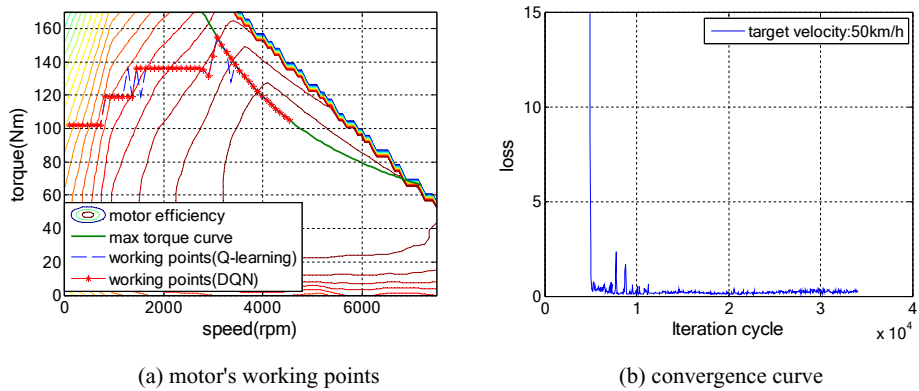 160
140
120
100
80
60
40
20
0
torque(Nm)
motor efficiency
max torque curve
working points(Q-learning)
working points(DQN)
0 2000 4000 6000
speed(rpm)
(a) motor's working points
15
10
5
0
loss
target velocity:50km/h
0 1 2 3 4
Iteration cycle
x 10^4
(b) convergence curve